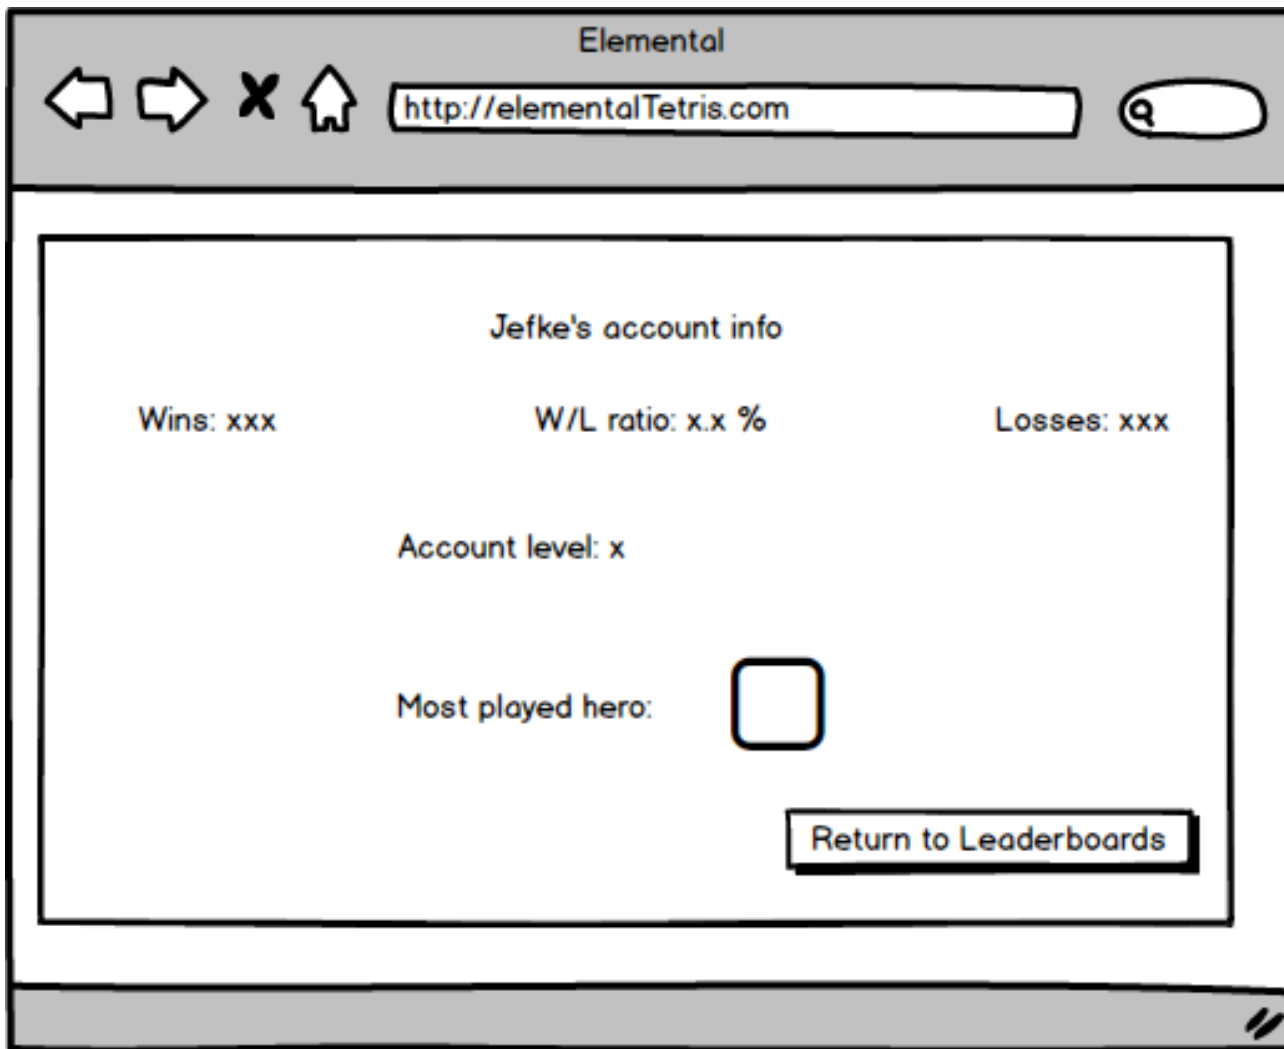 Elemental
http://elementalTetris.com
Jefke's account info
Wins: xxx
W/L ratio: x.x %
Losses: xxx
Account level: x
Most played hero:
Return to Leaderboards